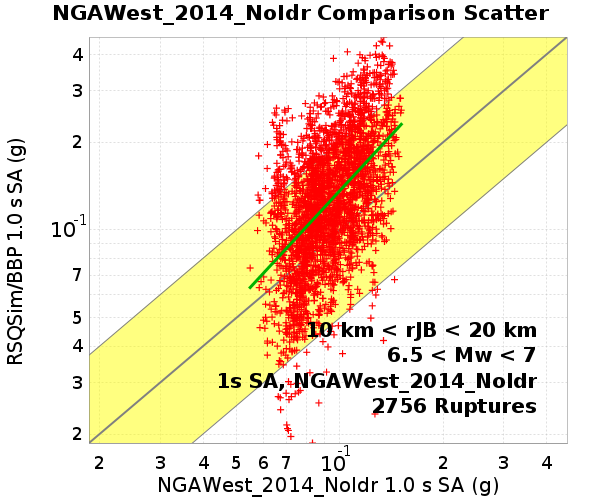 NGAWest_2014_NoIdr Comparison Scatter
RSQSim/BBP 1.0 s SA (g)
4
3
2
10-1
7
5
4
3
2
10 km < rJB < 20 km
6.5 < Mw < 7
1s SA, NGAWest_2014_NoIdr
2756 Ruptures
2 3 4 5 6 7 10-1 2 3 4
NGAWest_2014_NoIdr 1.0 s SA (g)